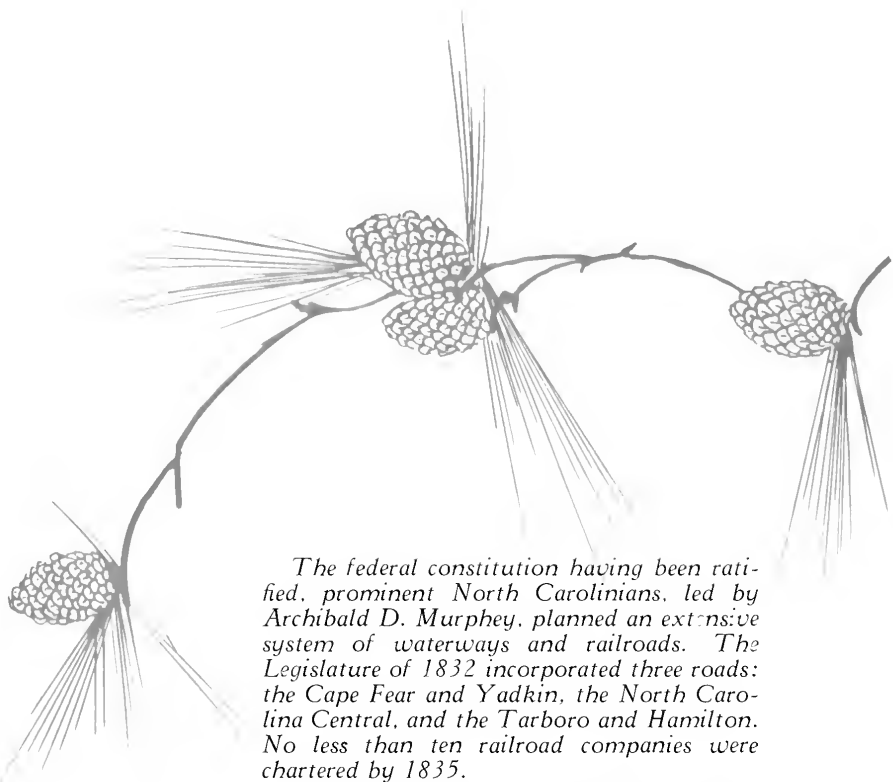 The federal constitution having been rati-
fied, prominent North Carolinians, led by
Archibald D. Murphey, planned an extensive
system of waterways and railroads. The
Legislature of 1832 incorporated three roads:
the Cape Fear and Yadkin, the North Caro-
lina Central, and the Tarboro and Hamilton.
No less than ten railroad companies were
chartered by 1835.